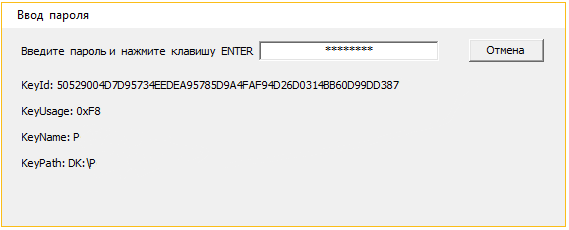 Ввод пароля
Введите пароль и нажмите клавишу ENTER ******** Отмена
KeyId: 50529004D7D95734EEDEA95785D9A4FAF94D26D0314BB60D99DD387
KeyUsage: 0xF8
KeyName: P
KeyPath: DK:\P